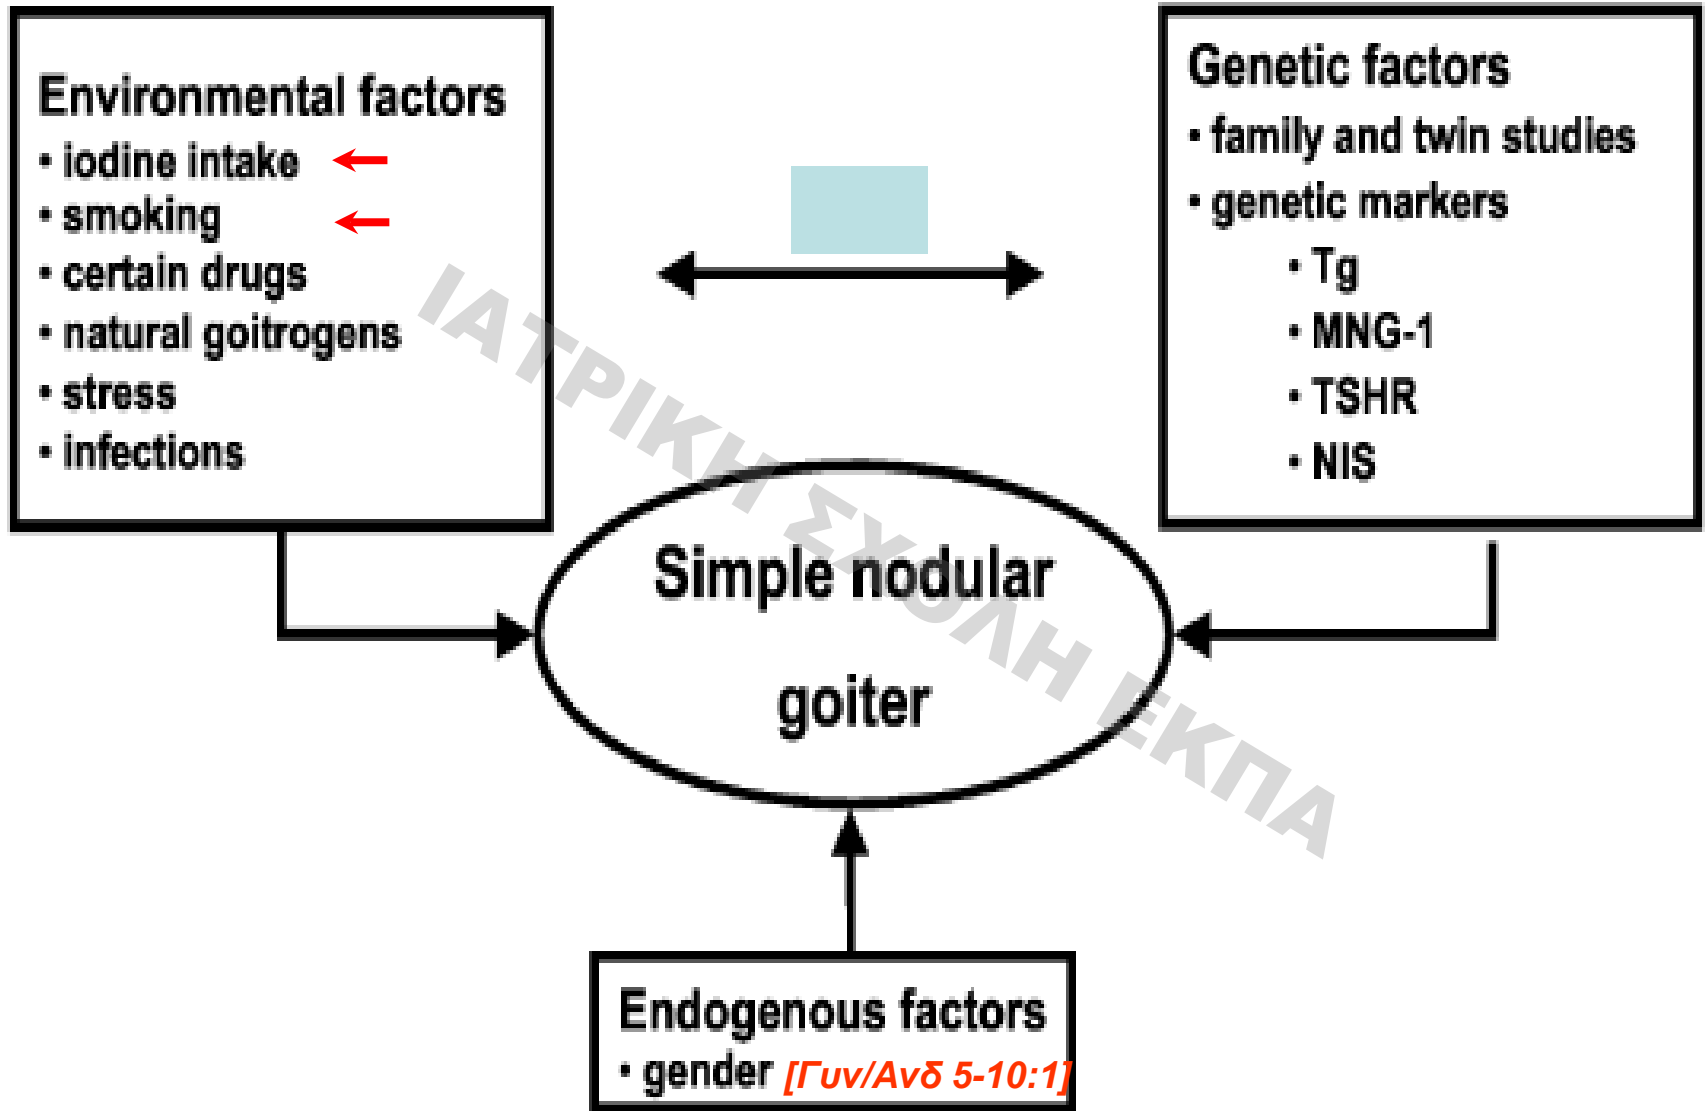 Environmental factors
• iodine intake
• smoking
• certain drugs
• natural goitrogens
• stress
• infections
Genetic factors
• family and twin studies
• genetic markers
• Tg
• MNG-1
• TSHR
• NIS
Simple nodular
goiter
Endogenous factors
• gender [Γυν/Ανδ 5-10:1]
ΙΑΤΡΙΚΗ ΣΧΟΛΗ ΕΚΠΑ